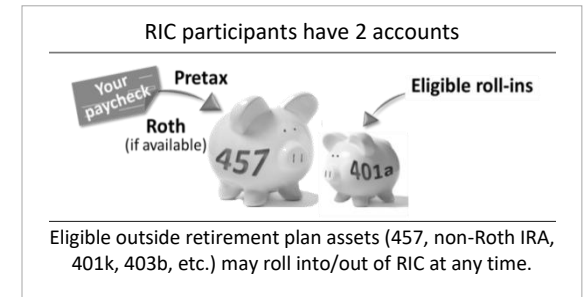 RIC participants have 2 accounts
Your
paycheck
Pretax
Roth
(if available)
457
Eligible roll-ins
401a
Eligible outside retirement plan assets (457, non-Roth IRA,
401k, 403b, etc.) may roll into/out of RIC at any time.